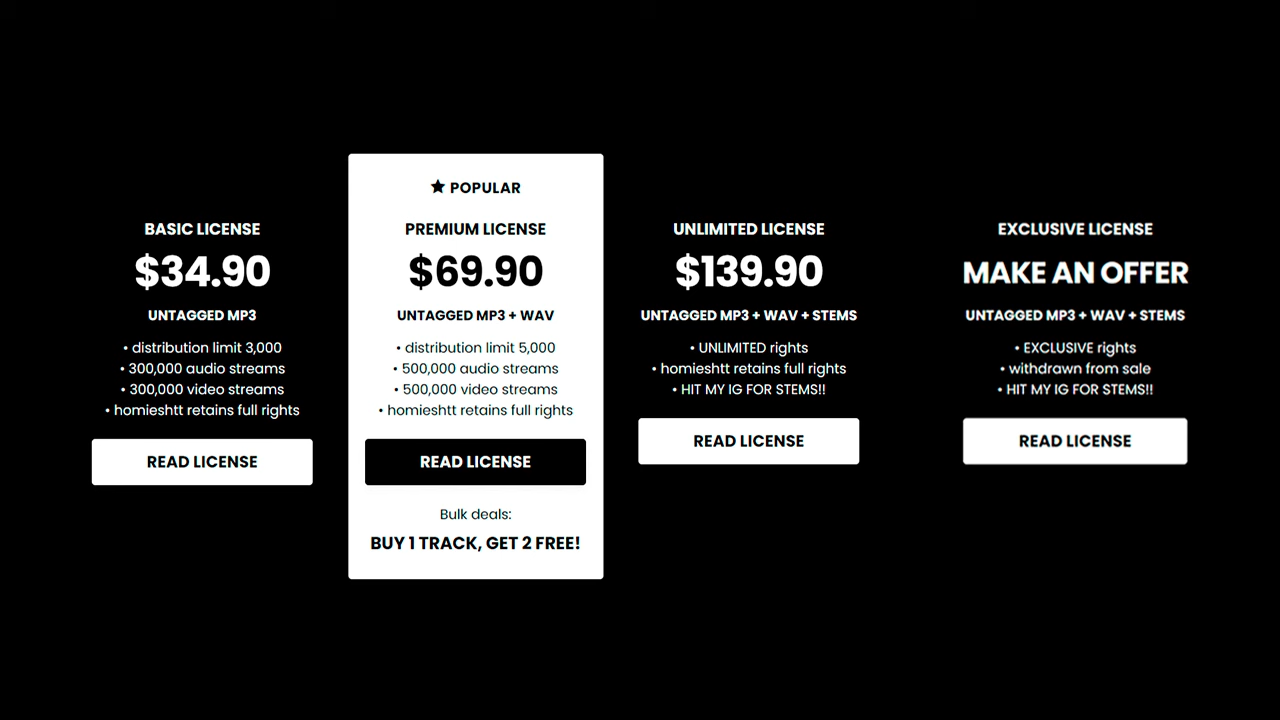 BASIC LICENSE
$34.90
UNTAGGED MP3
• distribution limit 3,000
• 300,000 audio streams
• 300,000 video streams
• homieshtt retains full rights
READ LICENSE
★ POPULAR
PREMIUM LICENSE
$69.90
UNTAGGED MP3 + WAV
• distribution limit 5,000
• 500,000 audio streams
• 500,000 video streams
• homieshtt retains full rights
READ LICENSE
Bulk deals:
BUY 1 TRACK, GET 2 FREE!
UNLIMITED LICENSE
$139.90
UNTAGGED MP3 + WAV + STEMS
• UNLIMITED rights
• homieshtt retains full rights
• HIT MY IG FOR STEMS!!
READ LICENSE
EXCLUSIVE LICENSE
MAKE AN OFFER
UNTAGGED MP3 + WAV + STEMS
• EXCLUSIVE rights
• withdrawn from sale
• HIT MY IG FOR STEMS!!
READ LICENSE